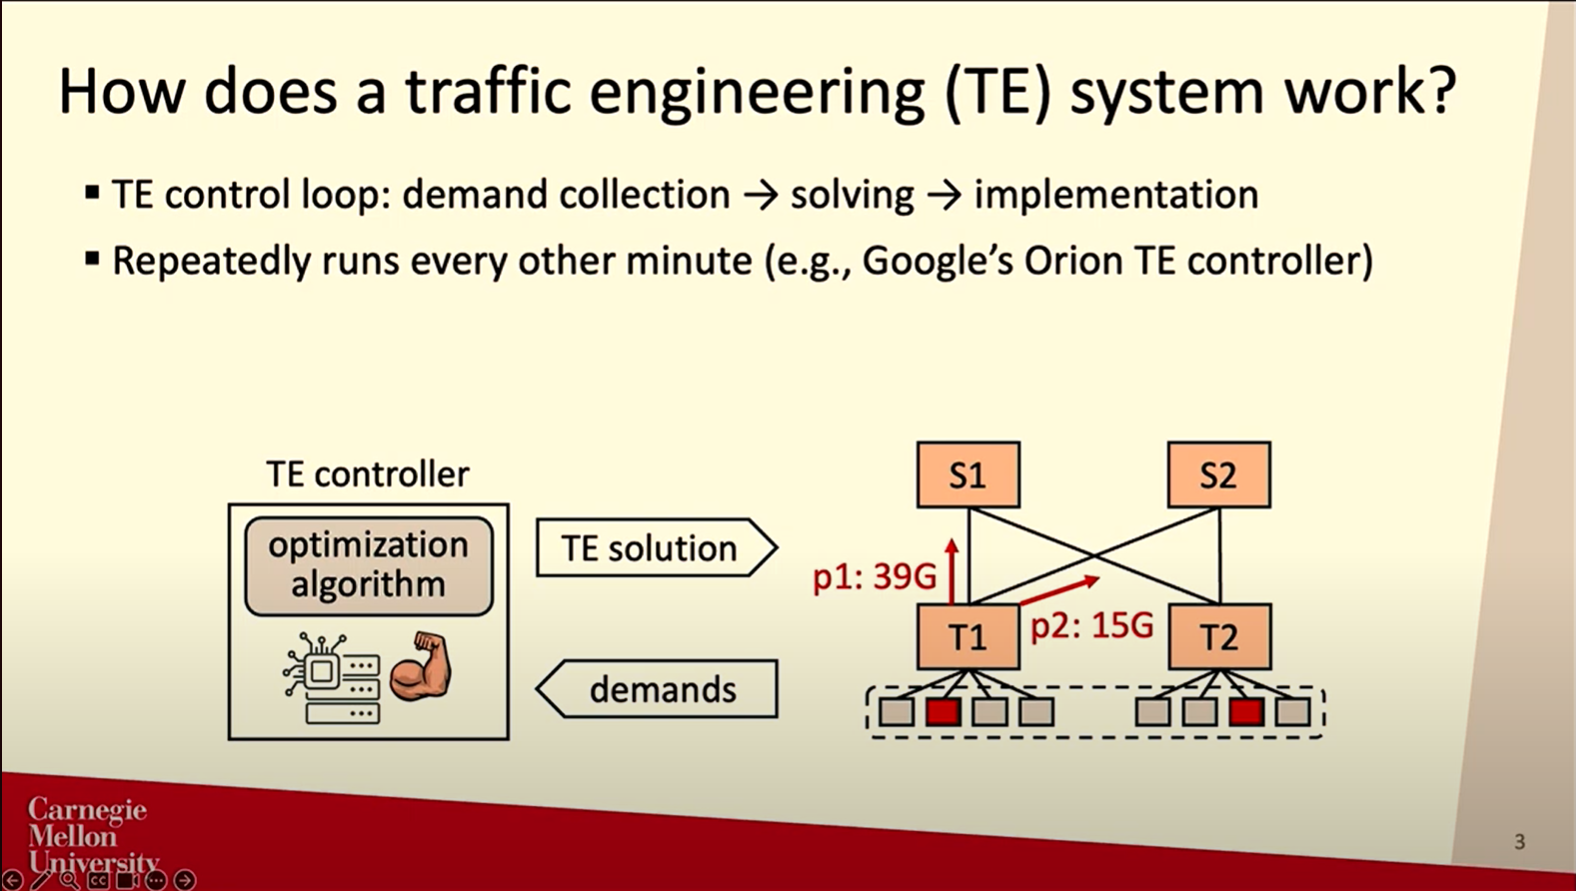 How does a traffic engineering (TE) system work?
▪ TE control loop: demand collection → solving → implementation
▪ Repeatedly runs every other minute (e.g., Google's Orion TE controller)
TE controller
optimization
algorithm
TE solution
demands
S1
S2
p1: 39G
T1
p2: 15G
T2
Carnegie
Mellon
University
3
CC